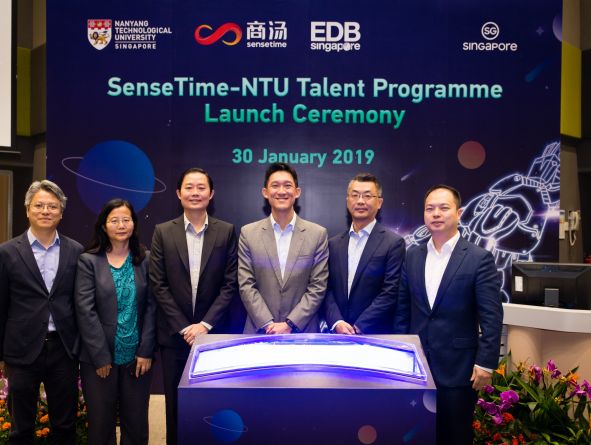 NANYANG
TECHNOLOGICAL
UNIVERSITY
SINGAPORE
商汤
sensetime
EDB
singapore
SG
SINGAPORE
SenseTime-NTU Talent Programme
Launch Ceremony
30 January 2019